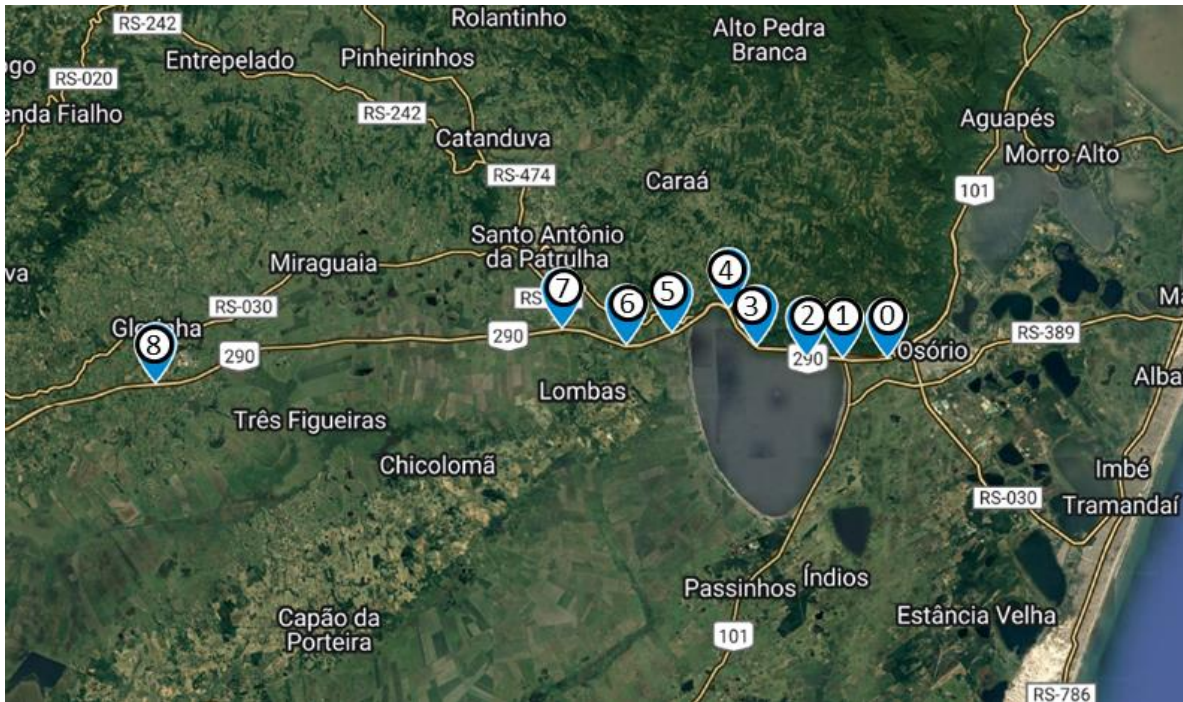 Rolantinho
RS-242
Alto Pedra
Branca
Entrepelado
Pinheirinhos
ogo
RS-020
RS-242
enda Fialho
Aguapés
Catanduva
Morro Alto
RS-474
Caraá
101
Santo Antônio
da Patrulha
Miraguaia
va
4
7
RS
5
6
3
2
1
0
RS-030
Ma
Glorinha
8
290
290
290
Osório
RS-389
Lombas
Alba
Três Figueiras
Chicolomã
Imbé
RS-030
Tramandaí
Passinhos
Índios
Capão da
Porteira
Estância Velha
101
RS-786